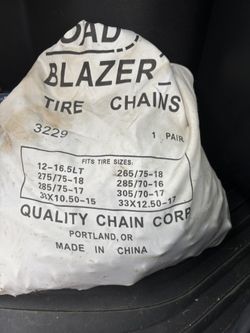 OAD
BLAZER
TIRE CHAINS
3229 1 PAIR
FITS TIRE SIZES:
12-16.5LT 265/75-18
275/75-18 285/70-16
285/75-17 305/70-17
31X10.50-15 33X12.50-17
QUALITY CHAIN CORP
PORTLAND, OR
MADE IN CHINA